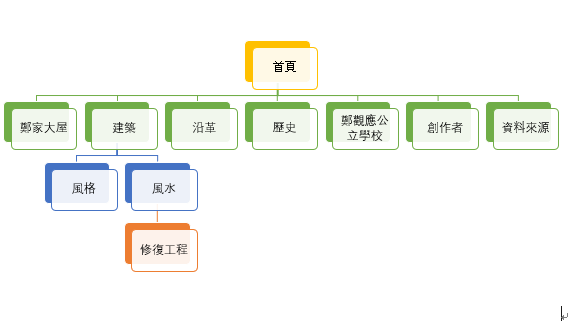 首頁
鄭家大屋
建築
沿革
歷史
鄭觀應公
立學校
創作者
資料來源
風格
風水
修復工程